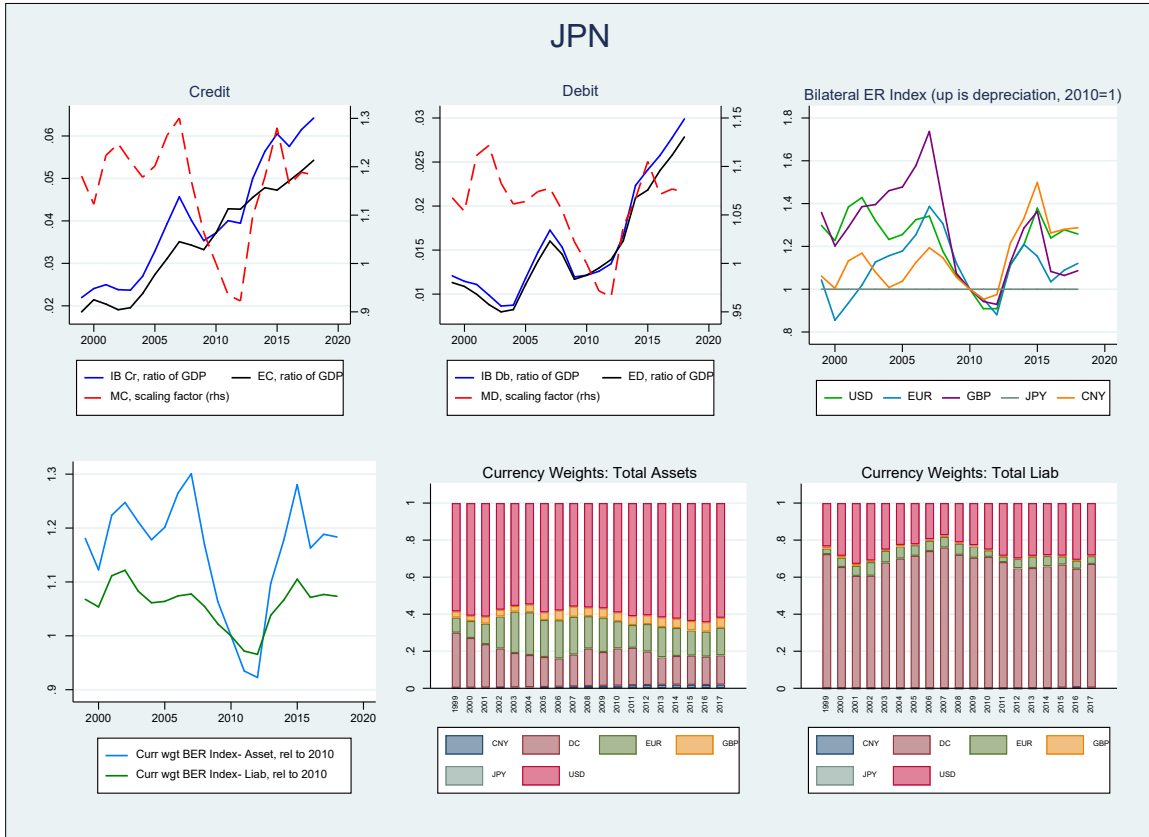 JPN
Credit
.06
.05
.04
.03
.02
1.3
1.2
1.1
1
.9
2000 2005 2010 2015 2020
IB Cr, ratio of GDP EC, ratio of GDP
MC, scaling factor (rhs)
Debit
.03
.025
.02
.015
.01
1.15
1.1
1.05
1
.95
2000 2005 2010 2015 2020
IB Db, ratio of GDP ED, ratio of GDP
MD, scaling factor (rhs)
Bilateral ER Index (up is depreciation, 2010=1)
1.8
1.6
1.4
1.2
1
.8
2000 2005 2010 2015 2020
USD EUR GBP JPY CNY
1.3
1.2
1.1
1
.9
2000 2005 2010 2015 2020
Curr wgt BER Index- Asset, rel to 2010
Curr wgt BER Index- Liab, rel to 2010
Currency Weights: Total Assets
1
.8
.6
.4
.2
0
1999 2000 2001 2002 2003 2004 2005 2006 2007 2008 2009 2010 2011 2012 2013 2014 2015 2016 2017
CNY DC EUR GBP
JPY USD
Currency Weights: Total Liab
1
.8
.6
.4
.2
0
1999 2000 2001 2002 2003 2004 2005 2006 2007 2008 2009 2010 2011 2012 2013 2014 2015 2016 2017
CNY DC EUR GBP
JPY USD